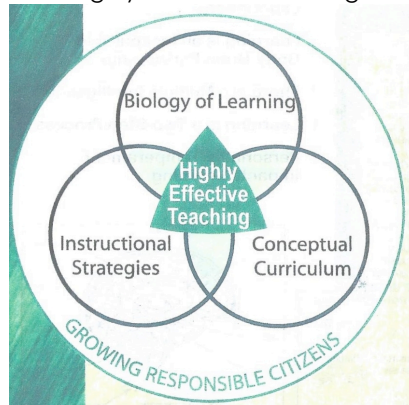 Biology of Learning
Highly
Effective
Teaching
Instructional
Strategies
Conceptual
Curriculum
GROWING RESPONSIBLE CITIZENS